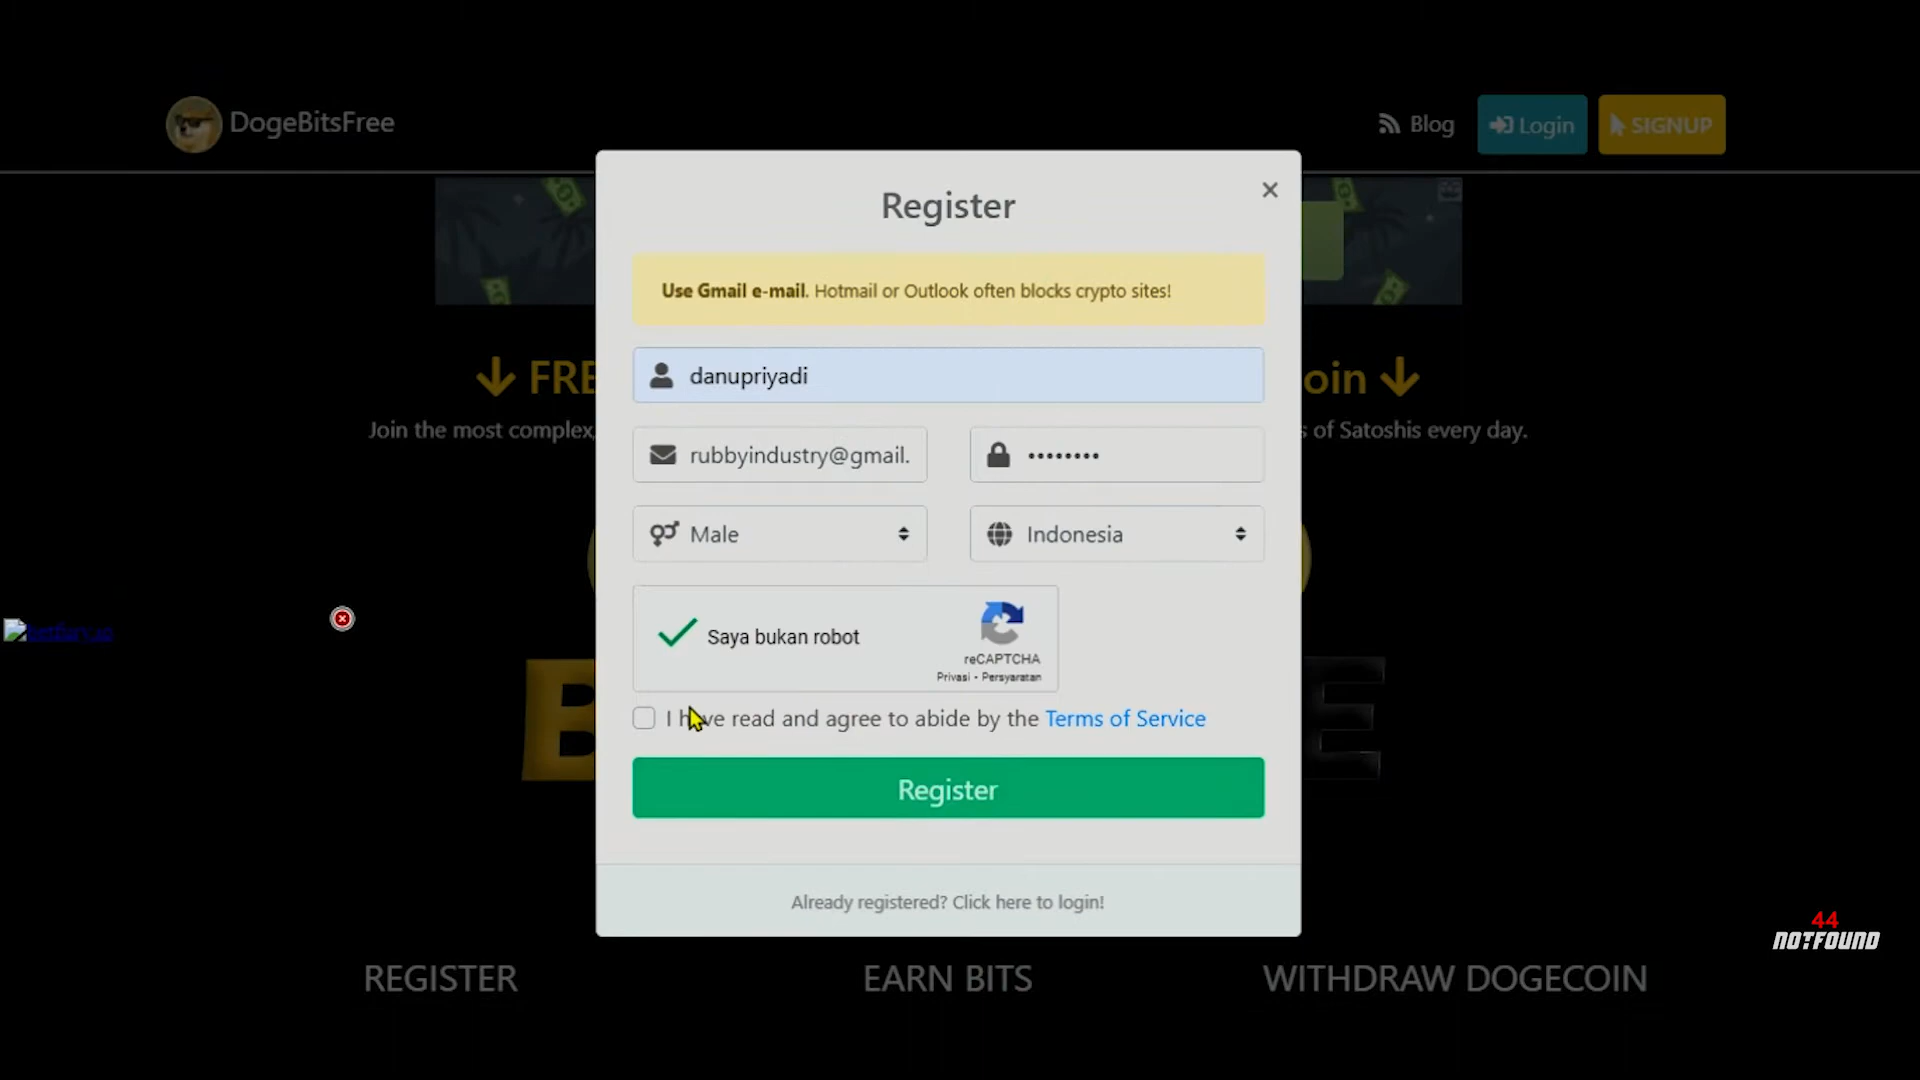 DogeBitsFree
Blog
Login
SIGNUP
Register
×
Use Gmail e-mail. Hotmail or Outlook often blocks crypto sites!
danupriyadi
FRE
oin
Join the most complex,
s of Satoshis every day.
rubbyindustry@gmail.
Male
Indonesia
Saya bukan robot
reCAPTCHA
Privasi - Persyaratan
I have read and agree to abide by the Terms of Service
B
E
Register
Already registered? Click here to login!
44
NOTFOUND
REGISTER
EARN BITS
WITHDRAW DOGECOIN